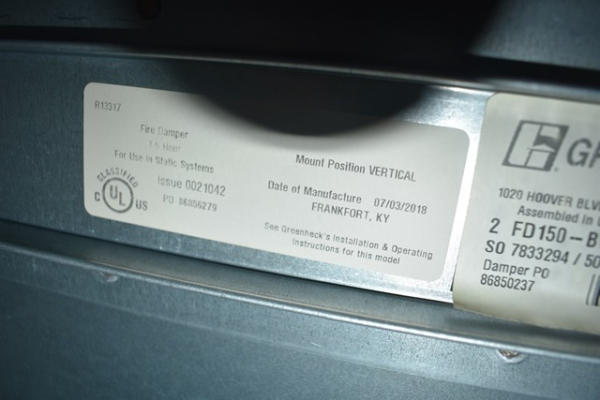 R13317
Fire Damper
1.5 Hour
For Use in Static Systems
CLASSIFIED
C UL US
Issue 0021042
PO 86856279
Mount Position VERTICAL
Date of Manufacture 07/03/2018
FRANKFORT, KY
See Greenheck's Installation & Operating
Instructions for this model
1020 HOOVER
Assembled in
2 FD150-B
SO 7833294 / 50
Damper PO
86850237